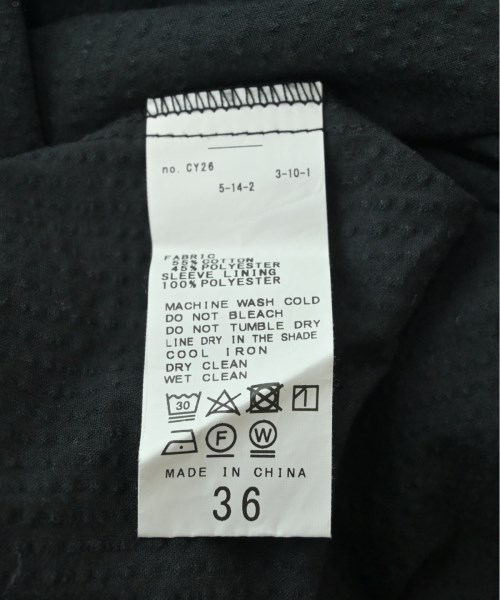 no. CY26
3-10-1
5-14-2
FABRIC
55% COTTON
45% POLYESTER
SLEEVE LINING
100% POLYESTER
MACHINE WASH COLD
DO NOT BLEACH
DO NOT TUMBLE DRY
LINE DRY IN THE SHADE
COOL IRON
DRY CLEAN
WET CLEAN
30
F W
MADE IN CHINA
36